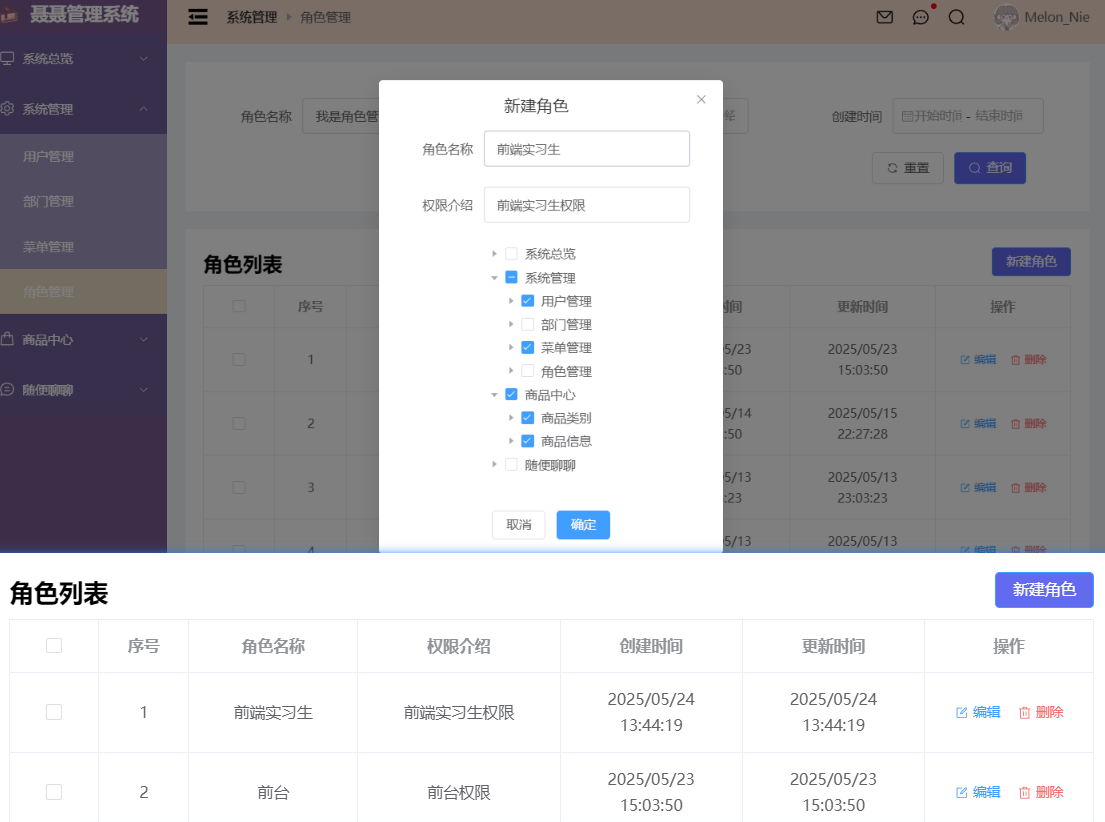 聂聂管理系统
系统管理 角色管理
Melon_Nie
系统总览
系统管理
用户管理
部门管理
菜单管理
角色管理
商品中心
随便聊聊
角色名称 我是角色管
创建时间 开始时间 - 结束时间
重置 查询
角色列表 新建角色
序号 时间 更新时间 操作
1 5/23 2025/05/23 编辑 删除
:50 15:03:50
2 5/14 2025/05/15 编辑 删除
:50 22:27:28
3 5/13 2025/05/13 编辑 删除
:23 23:03:23
4 5/13 2025/05/13 编辑 删除
新建角色
角色名称 前端实习生
权限介绍 前端实习生权限
系统总览
系统管理
用户管理
部门管理
菜单管理
角色管理
商品中心
商品类别
商品信息
随便聊聊
取消 确定
角色列表 新建角色
序号 角色名称 权限介绍 创建时间 更新时间 操作
1 前端实习生 前端实习生权限 2025/05/24 13:44:19 2025/05/24 13:44:19 编辑 删除
2 前台 前台权限 2025/05/23 15:03:50 2025/05/23 15:03:50 编辑 删除